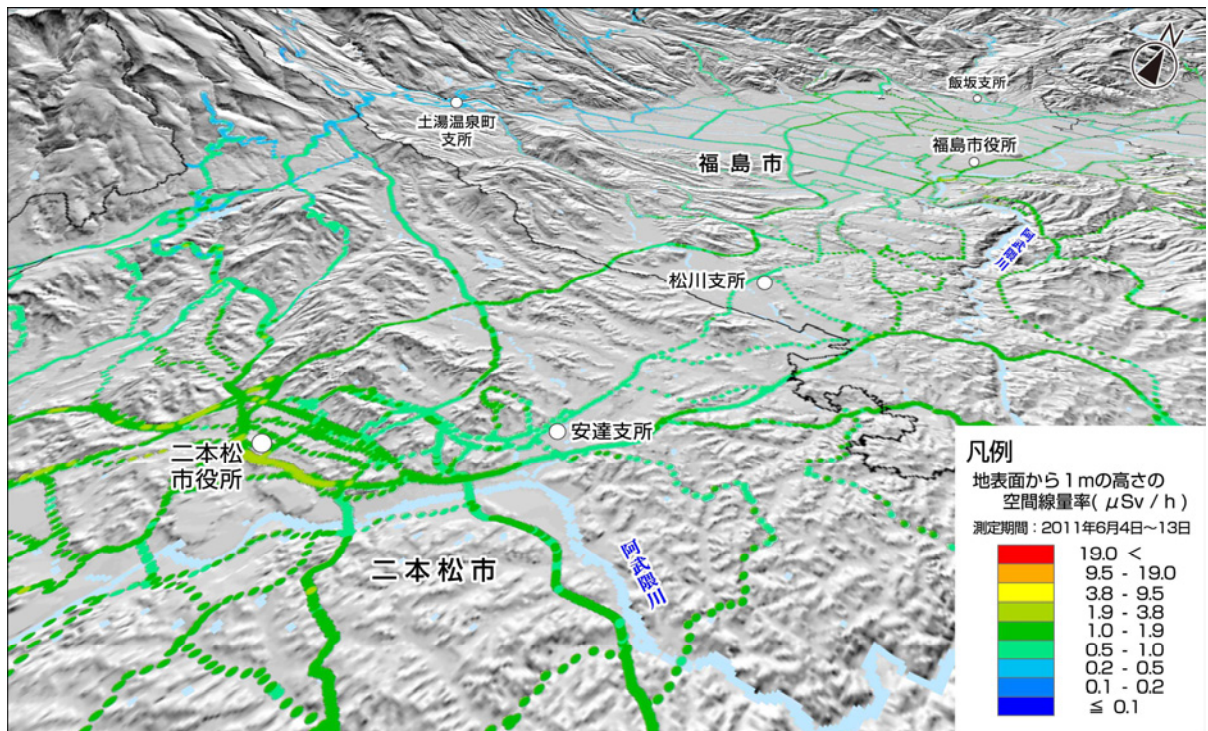 N
飯坂支所
土湯温泉町
支所
福島市役所
福島市
阿武隈川
松川支所
安達支所
二本松
市役所
二本松市
阿武隈川
凡例
地表面から1mの高さの
空間線量率( μSv / h )
測定期間：2011年6月4日～13日
19.0 <
9.5 - 19.0
3.8 - 9.5
1.9 - 3.8
1.0 - 1.9
0.5 - 1.0
0.2 - 0.5
0.1 - 0.2
≦ 0.1